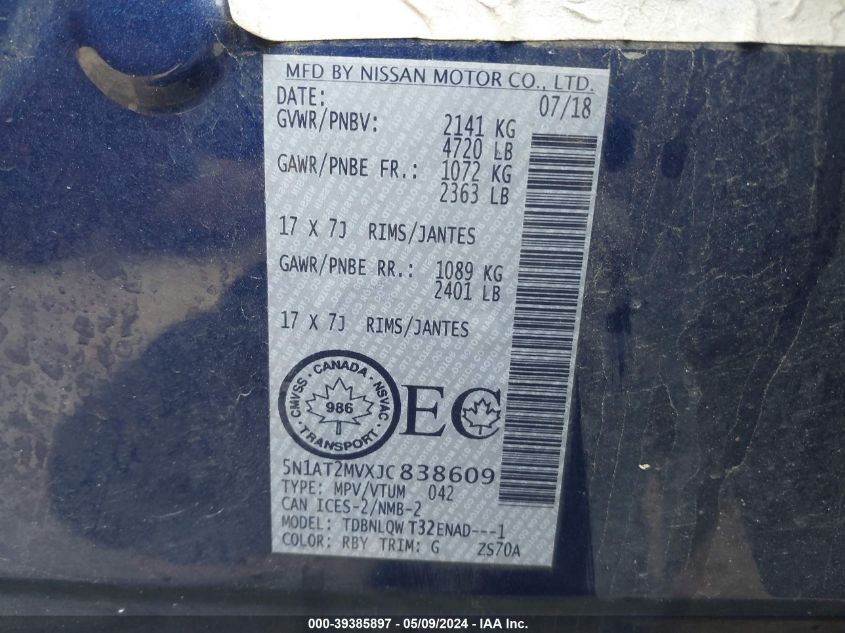 MFD BY NISSAN MOTOR CO., LTD.
DATE: 07/18
GVWR/PNBV: 2141 KG
4720 LB
GAWR/PNBE FR.: 1072 KG
2363 LB
17 X 7J RIMS/JANTES
GAWR/PNBE RR.: 1089 KG
2401 LB
17 X 7J RIMS/JANTES
CMVSS · CANADA · NSVAC
986
· TRANSPORT ·
EC
5N1AT2MVXJC838609
TYPE: MPV/VTUM 042
CAN ICES-2/NMB-2
MODEL: TDBNLQW T32ENAD---1
COLOR: RBY TRIM: G ZS70A
000-39385897 - 05/09/2024 - IAA Inc.